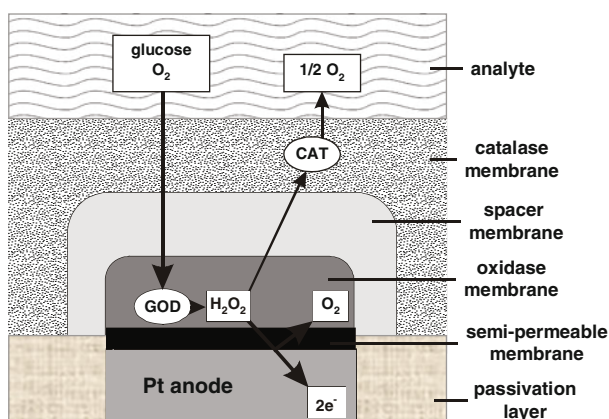 glucose
O₂
1/2 O₂
analyte
CAT
catalase
membrane
spacer
membrane
oxidase
membrane
GOD
H₂O₂
O₂
semi-permeable
membrane
Pt anode
2e⁻
passivation
layer